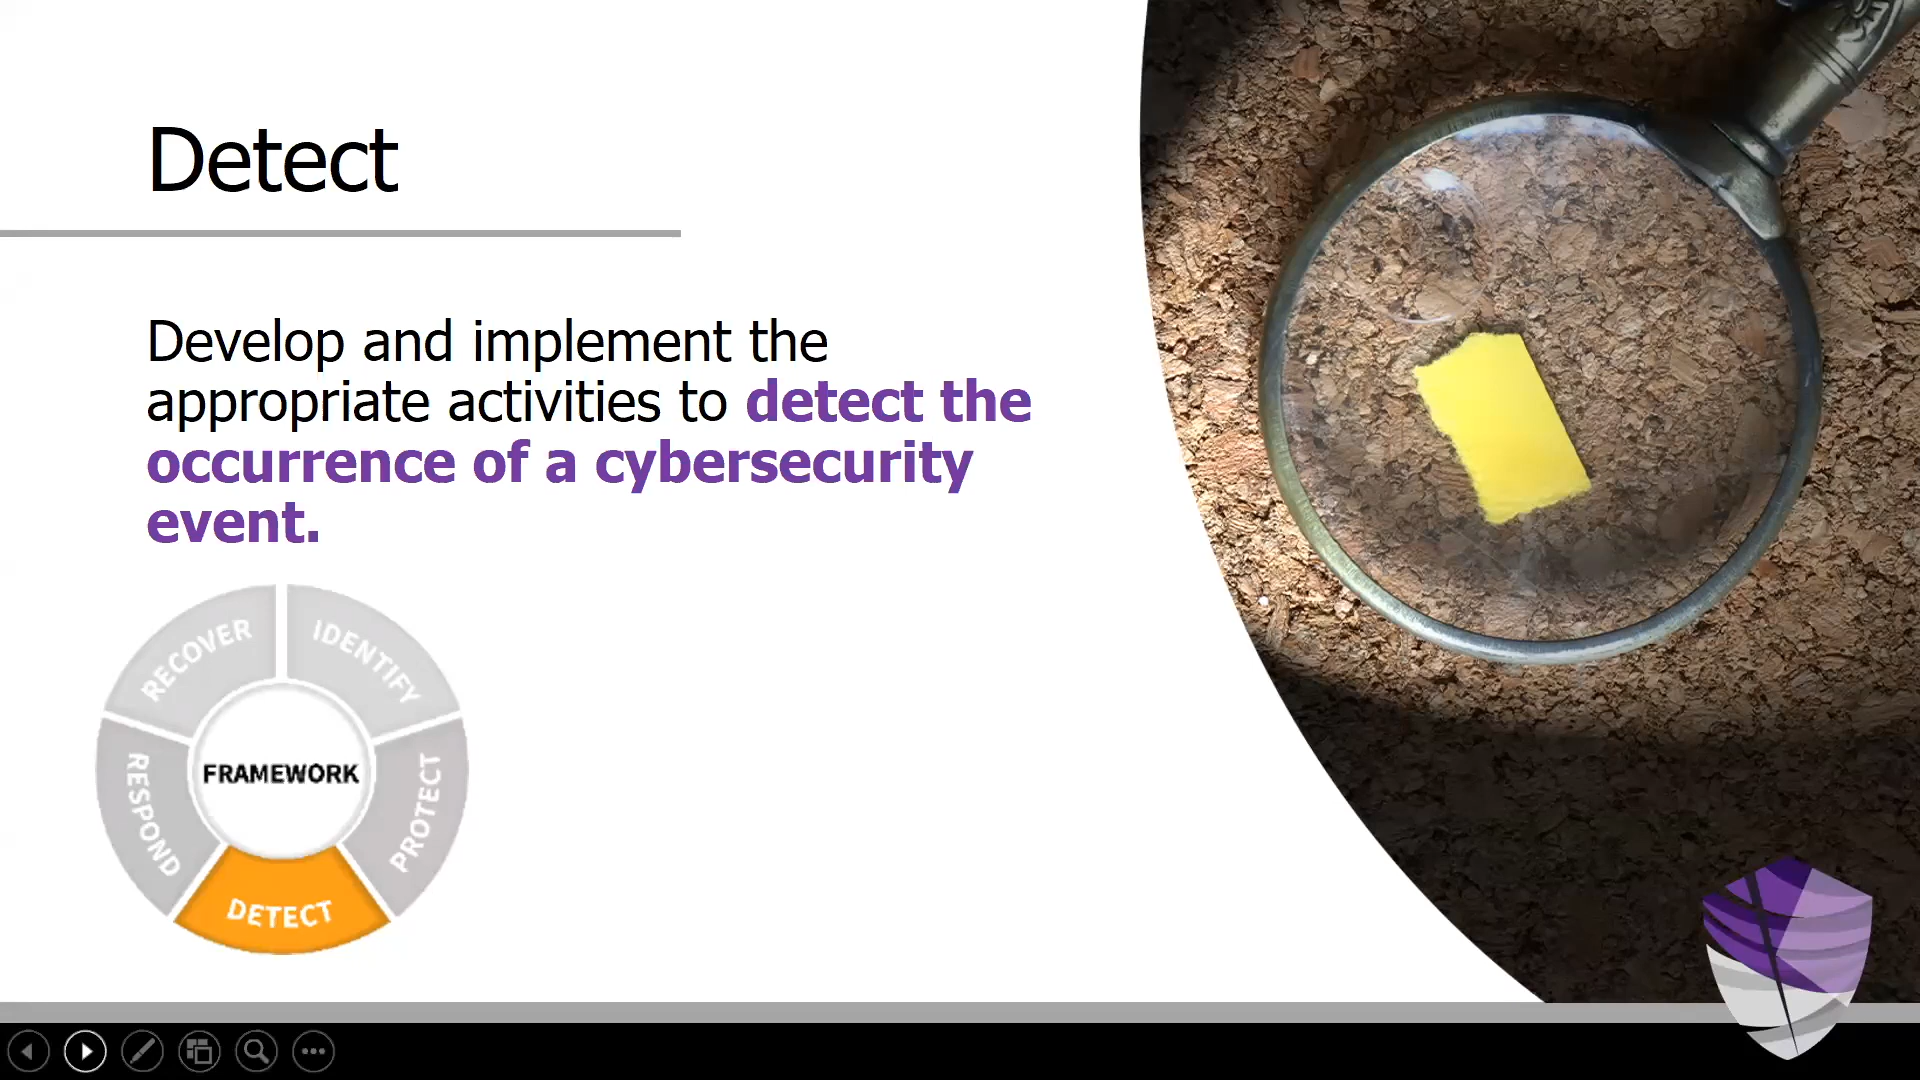 Detect
Develop and implement the
appropriate activities to detect the
occurrence of a cybersecurity
event.
RECOVER
IDENTIFY
FRAMEWORK
RESPOND
PROTECT
DETECT